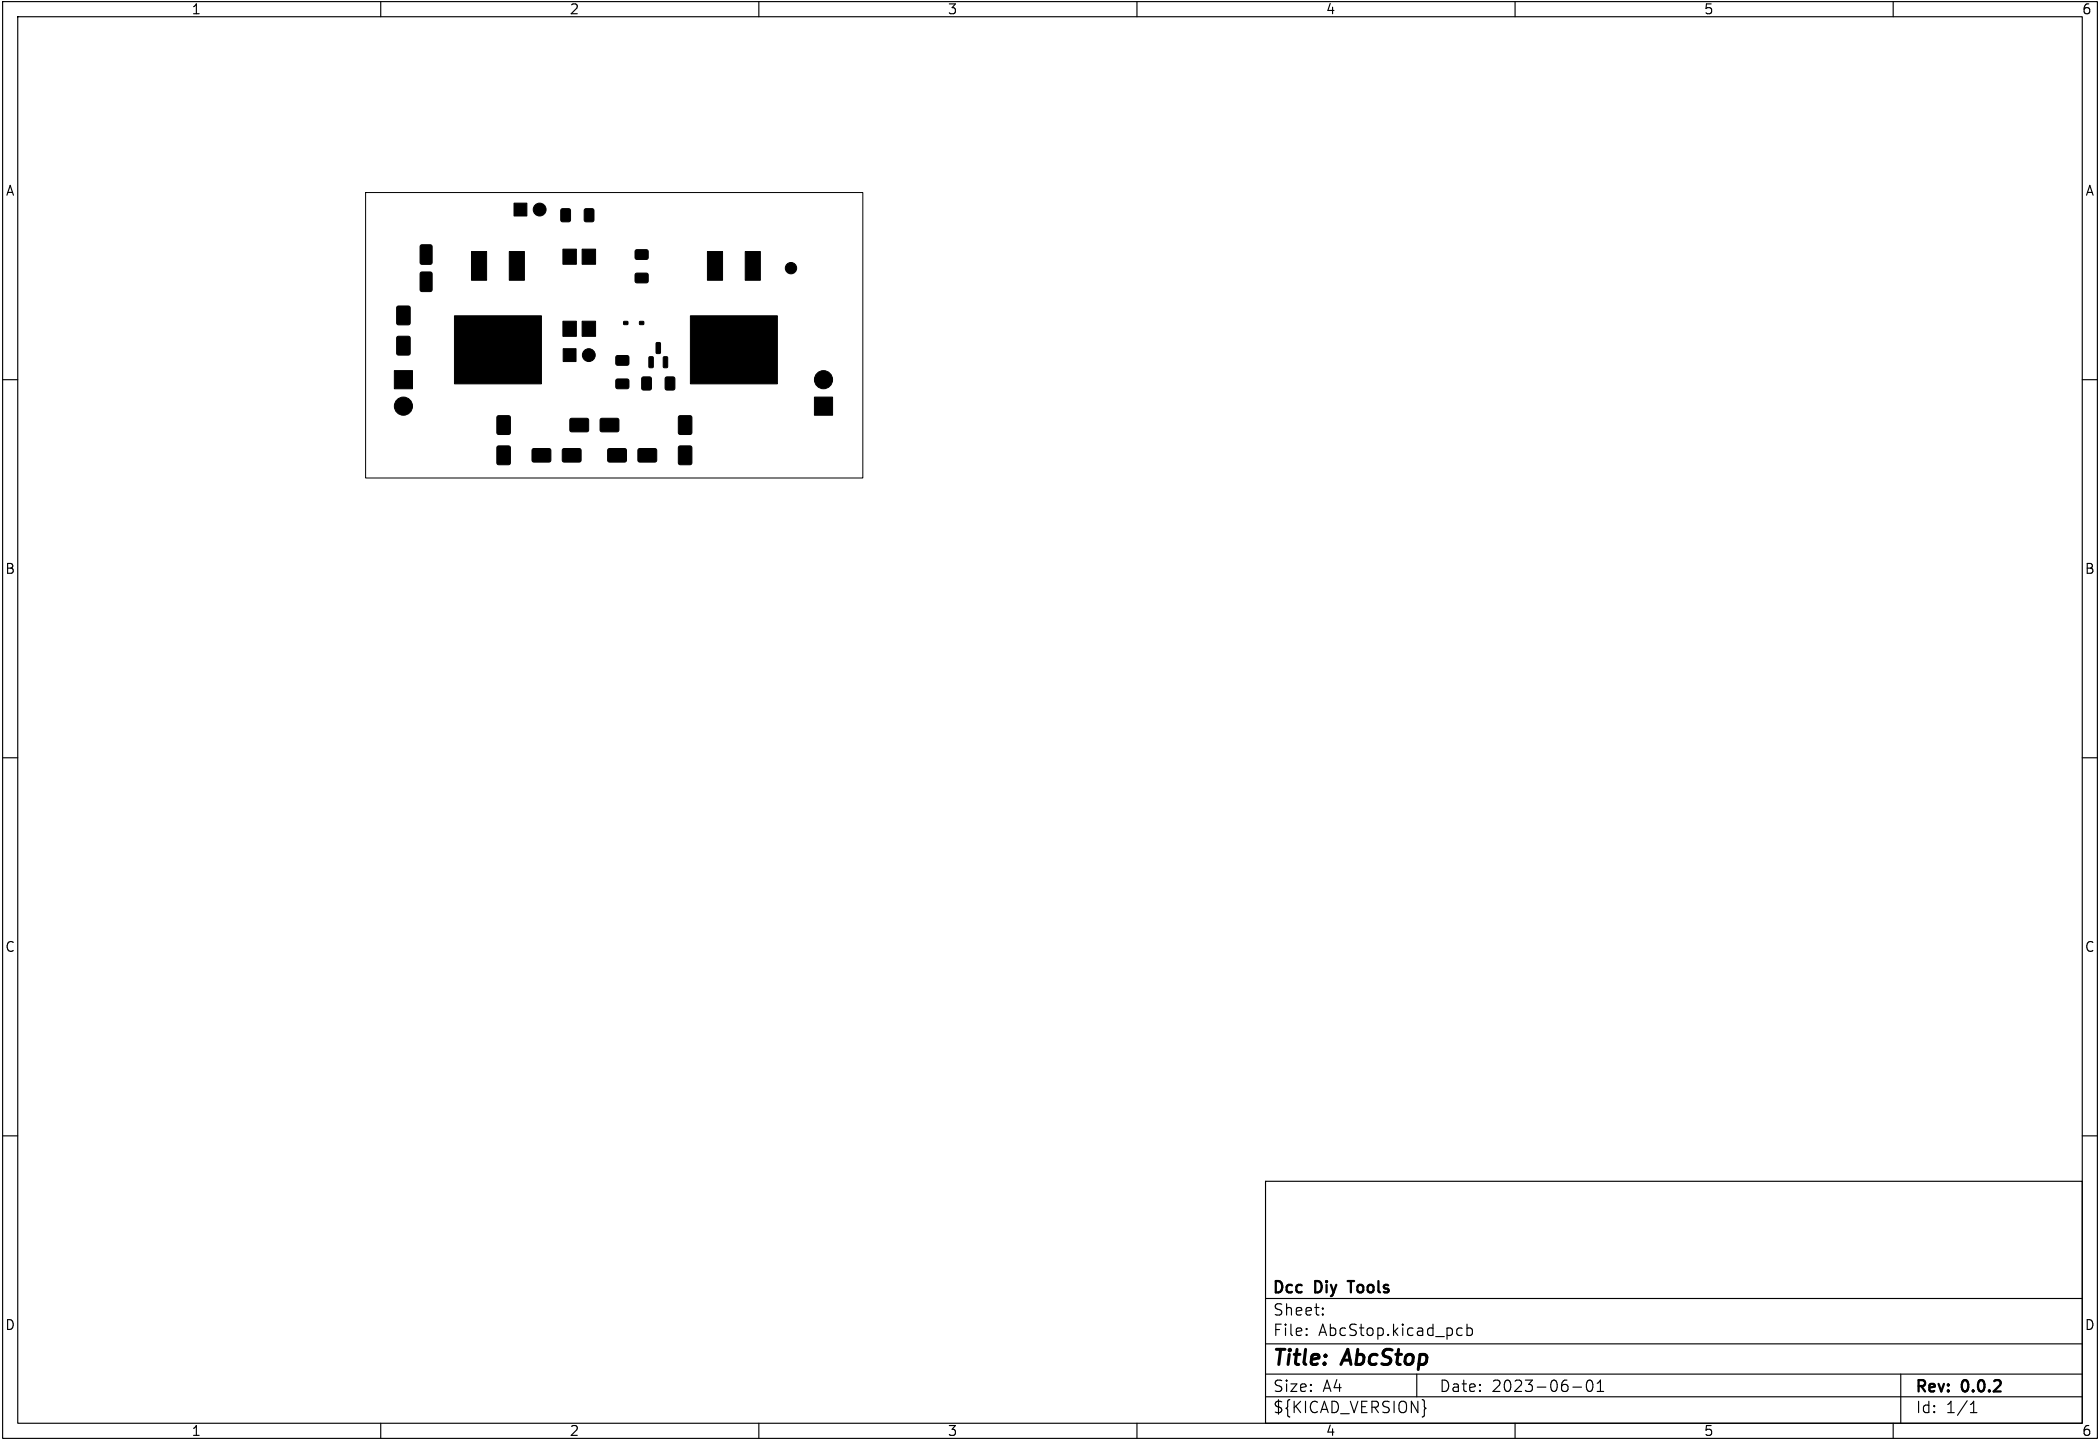 1 2 3 4 5 6
A A
B B
C C
Dcc Diy Tools
Sheet:
D D
File: AbcStop.kicad_pcb
Title: AbcStop
Size: A4 Date: 2023-06-01 Rev: 0.0.2
${KICAD_VERSION} Id: 1/1
1 2 3 4 5 6